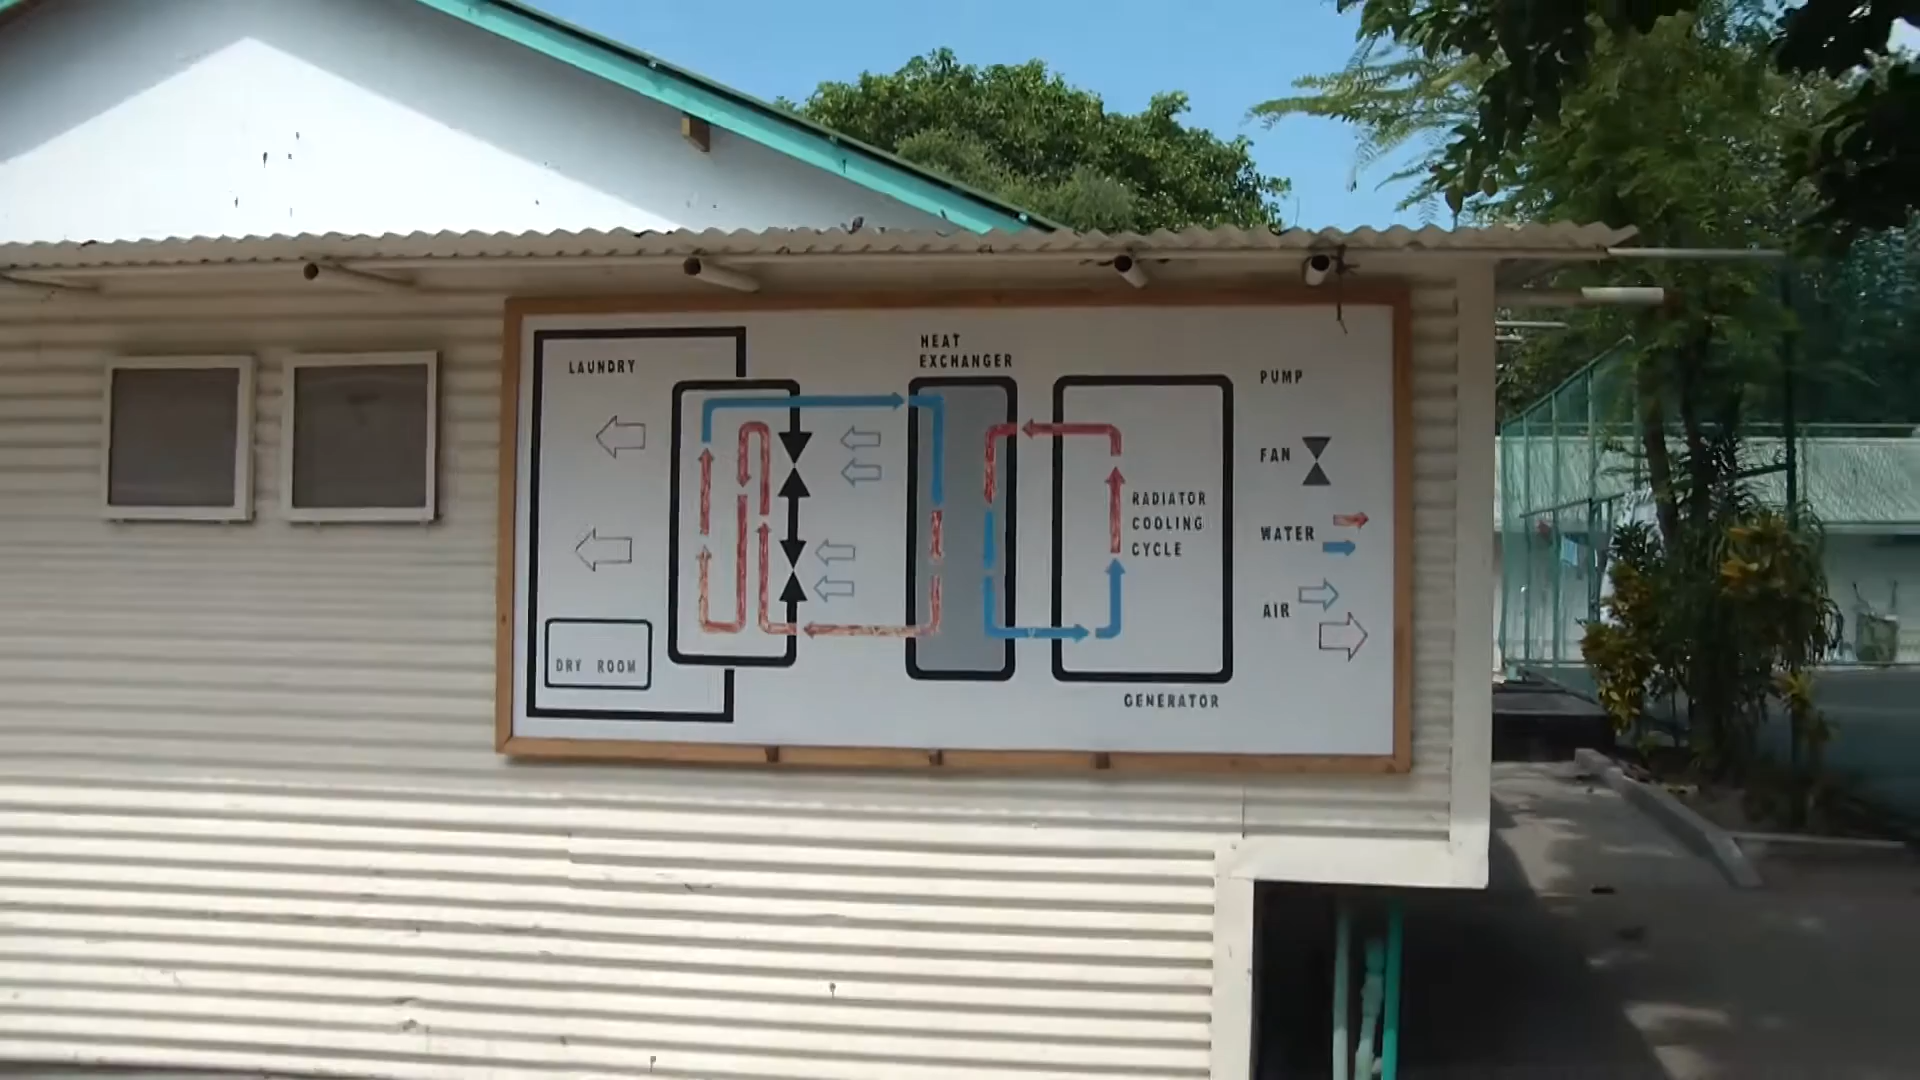 LAUNDRY
DRY ROOM
HEAT
EXCHANGER
RADIATOR
COOLING
CYCLE
GENERATOR
PUMP
FAN
WATER
AIR